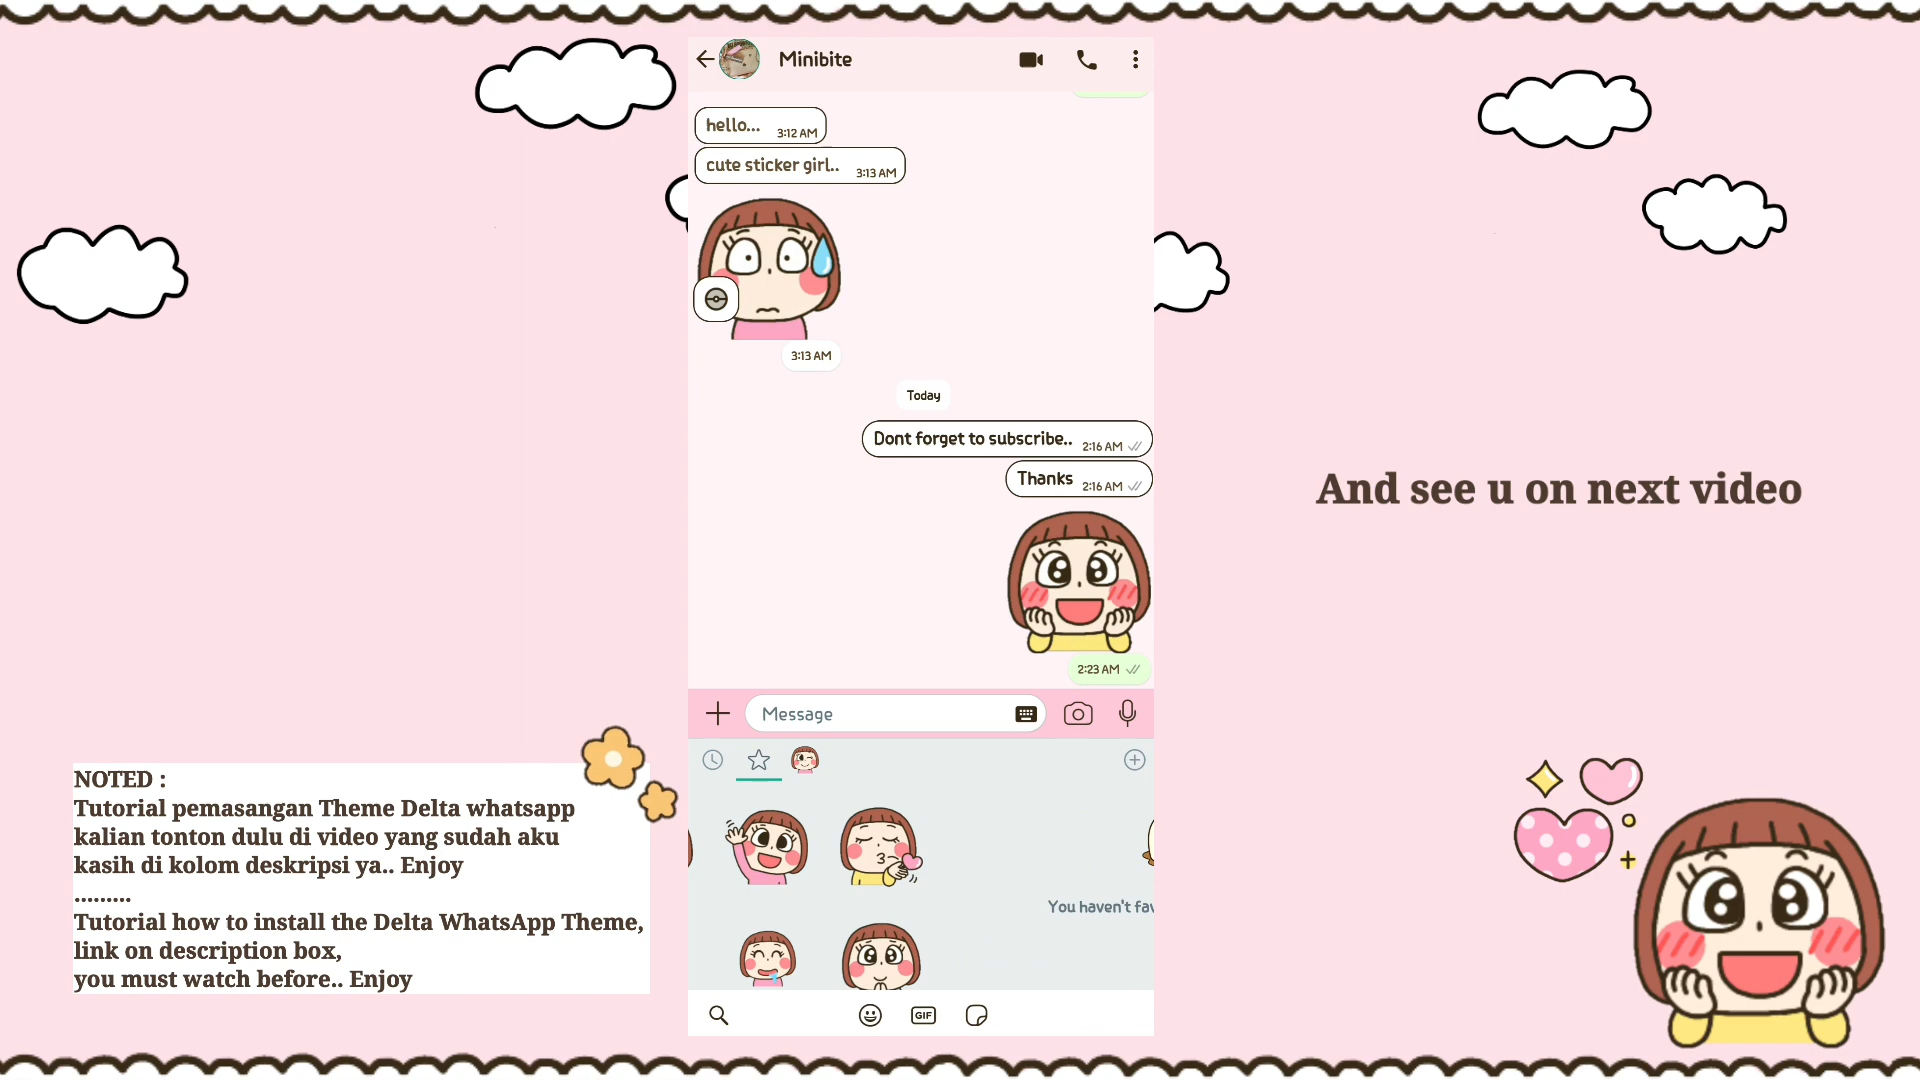 Minibite
hello... 3:12 AM
cute sticker girl.. 3:13 AM
3:13 AM
Today
Dont forget to subscribe.. 2:16 AM
Thanks 2:16 AM
2:23 AM
Message
You haven't fav
GIF
And see u on next video
NOTED :
Tutorial pemasangan Theme Delta whatsapp
kalian tonton dulu di video yang sudah aku
kasih di kolom deskripsi ya.. Enjoy
.........
Tutorial how to install the Delta WhatsApp Theme,
link on description box,
you must watch before.. Enjoy